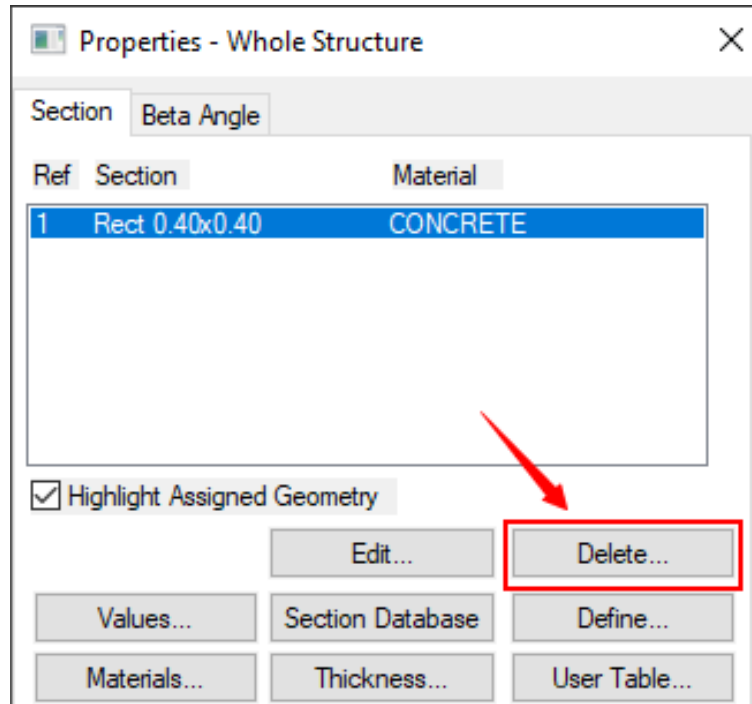 Properties - Whole Structure
Section Beta Angle
Ref Section Material
1 Rect 0.40x0.40 CONCRETE
Highlight Assigned Geometry
Edit... Delete...
Values... Section Database Define...
Materials... Thickness... User Table...